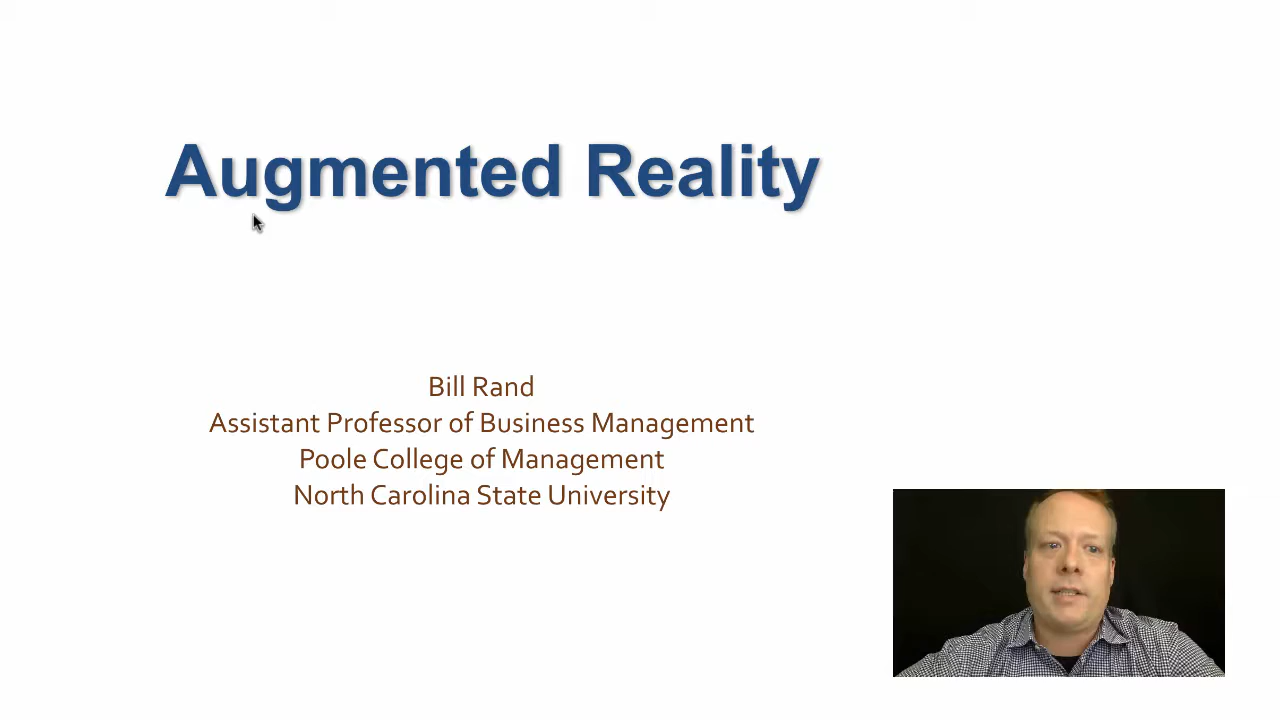 Augmented Reality
Bill Rand
Assistant Professor of Business Management
Poole College of Management
North Carolina State University